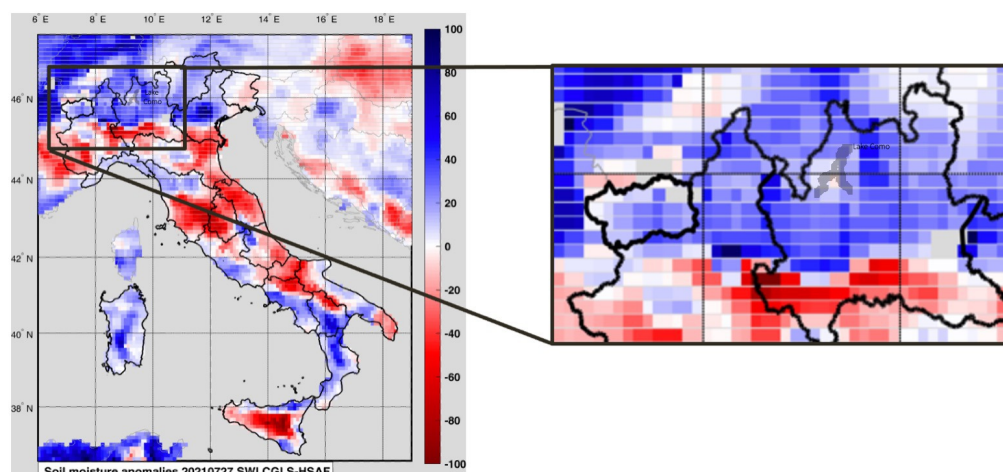 6° E 8° E 10° E 12° E 14° E 16° E 18° E
100
80
60
40
20
0
-20
-40
-60
-80
-100
46° N
44° N
42° N
40° N
38° N
Lake
Como
Lake Como
Soil moisture anomalies 20210727 SWI CGLS-HSAF